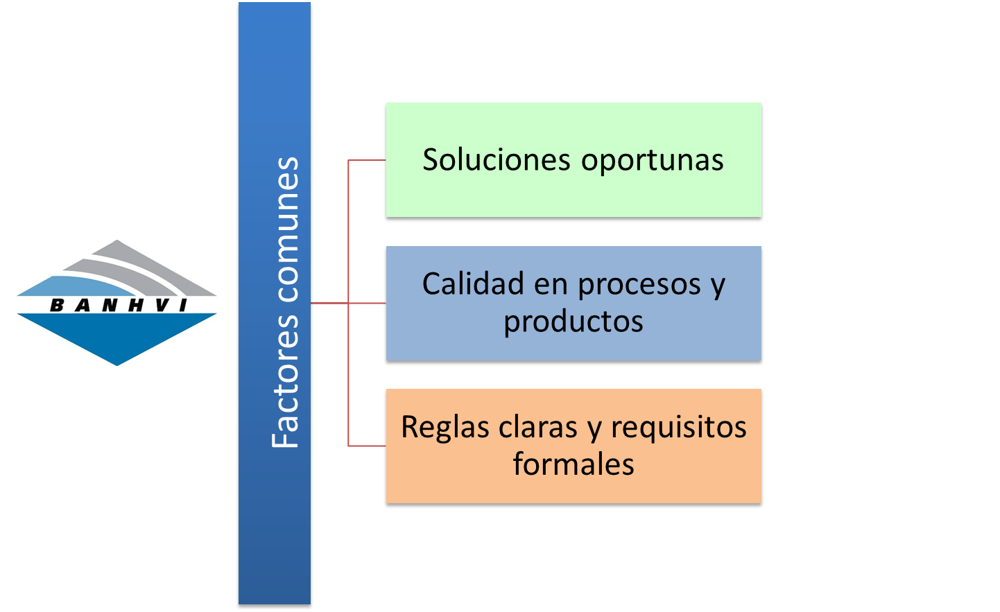 BANHVI
Factores comunes
Soluciones oportunas
Calidad en procesos y
productos
Reglas claras y requisitos
formales